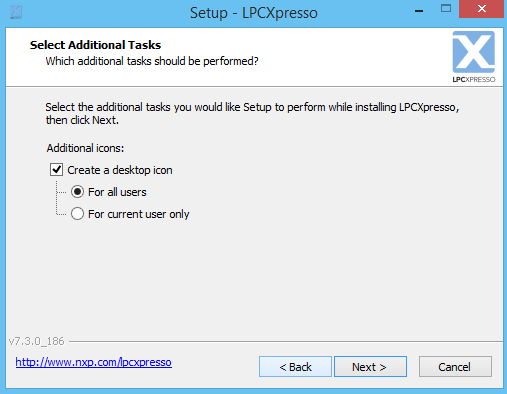 Setup - LPCXpresso
Select Additional Tasks
Which additional tasks should be performed?
LPCXPRESSO
Select the additional tasks you would like Setup to perform while installing LPCXpresso,
then click Next.
Additional icons:
Create a desktop icon
For all users
For current user only
v7.3.0_186
http://www.nxp.com/lpcxpresso
< Back
Next >
Cancel